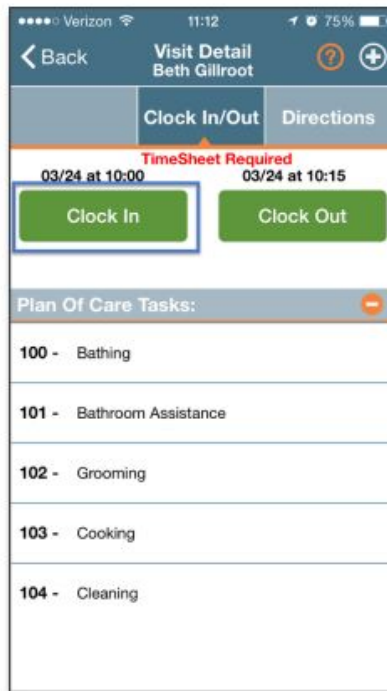 Verizon 11:12 75%
Back Visit Detail ?
Beth Gillroot
Clock In/Out Directions
TimeSheet Required
03/24 at 10:00 03/24 at 10:15
Clock In Clock Out
Plan Of Care Tasks:
100 - Bathing
101 - Bathroom Assistance
102 - Grooming
103 - Cooking
104 - Cleaning